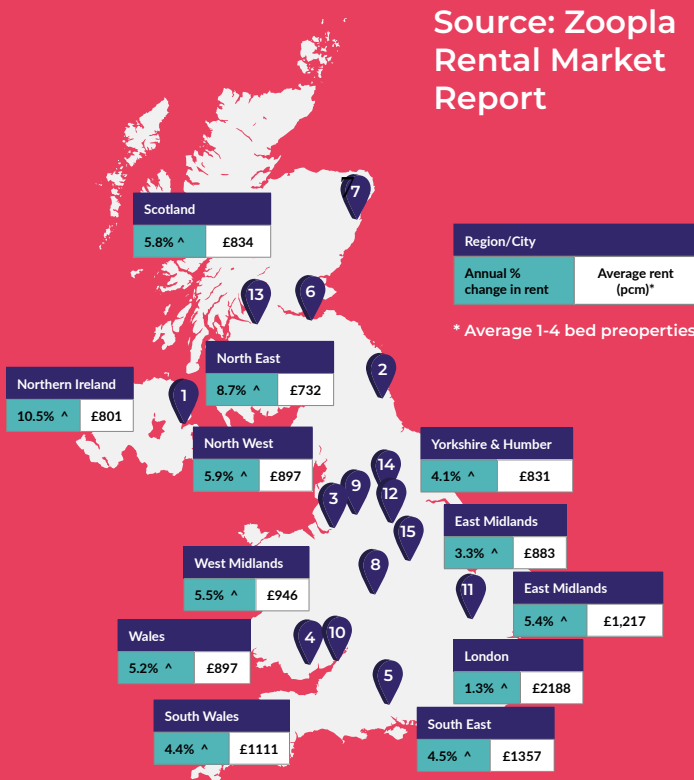 Source: Zoopla
Rental Market
Report
7
7
Scotland
5.8% ^ £834
Region/City
Annual %
change in rent
Average rent
(pcm)*
* Average 1-4 bed preoperties
13
6
North East
8.7% ^ £732
2
Northern Ireland
10.5% ^ £801
1
North West
5.9% ^ £897
Yorkshire & Humber
4.1% ^ £831
14
9
3
12
15
East Midlands
3.3% ^ £883
West Midlands
5.5% ^ £946
8
11
East Midlands
5.4% ^ £1,217
Wales
5.2% ^ £897
4
10
London
1.3% ^ £2188
5
South Wales
4.4% ^ £1111
South East
4.5% ^ £1357